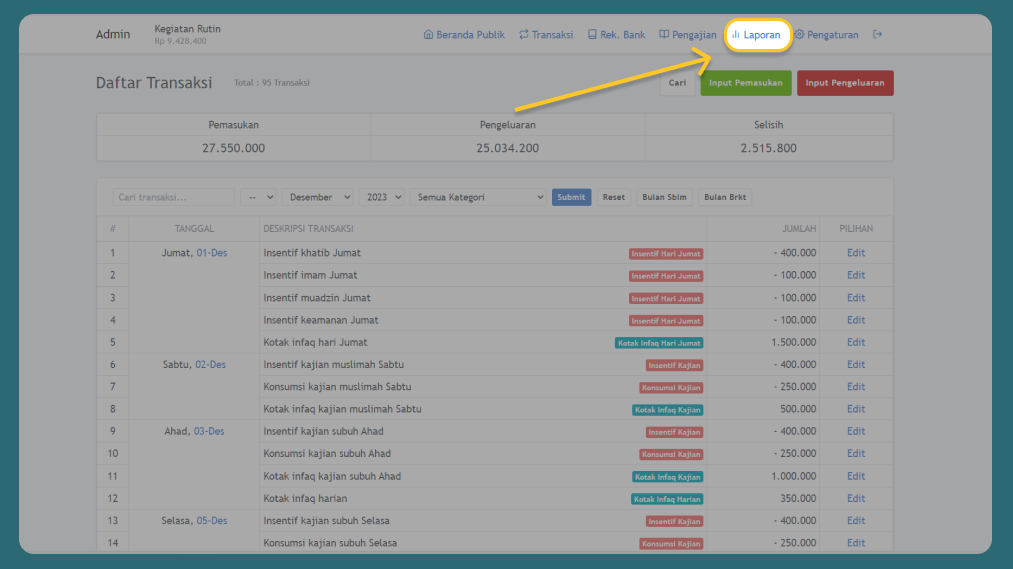 Admin
Kegiatan Rutin
Rp 9.428.400
Beranda Publik Transaksi Rek. Bank Pengajian Laporan Pengaturan
Daftar Transaksi Total : 95 Transaksi Cari Input Pemasukan Input Pengeluaran
Pemasukan Pengeluaran Selisih
27.550.000 25.034.200 2.515.800
Cari transaksi... -- Desember 2023 Semua Kategori Submit Reset Bulan Sblm Bulan Brkt
# TANGGAL DESKRIPSI TRANSAKSI JUMLAH PILIHAN
1 Jumat, 01-Des Insentif khatib Jumat Insentif Hari Jumat - 400.000 Edit
2 Insentif imam Jumat Insentif Hari Jumat - 100.000 Edit
3 Insentif muadzin Jumat Insentif Hari Jumat - 100.000 Edit
4 Insentif keamanan Jumat Insentif Hari Jumat - 100.000 Edit
5 Kotak infaq hari Jumat Kotak Infaq Hari Jumat 1.500.000 Edit
6 Sabtu, 02-Des Insentif kajian muslimah Sabtu Insentif Kajian - 400.000 Edit
7 Konsumsi kajian muslimah Sabtu Konsumsi Kajian - 250.000 Edit
8 Kotak infaq kajian muslimah Sabtu Kotak Infaq Kajian 500.000 Edit
9 Ahad, 03-Des Insentif kajian subuh Ahad Insentif Kajian - 400.000 Edit
10 Konsumsi kajian subuh Ahad Konsumsi Kajian - 250.000 Edit
11 Kotak infaq kajian subuh Ahad Kotak Infaq Kajian 1.000.000 Edit
12 Kotak infaq harian Kotak Infaq Harian 350.000 Edit
13 Selasa, 05-Des Insentif kajian subuh Selasa Insentif Kajian - 400.000 Edit
14 Konsumsi kajian subuh Selasa Konsumsi Kajian - 250.000 Edit